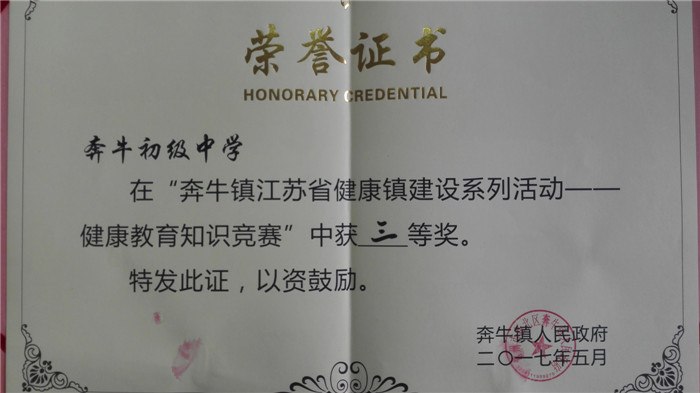 荣誉证书
HONORARY CREDENTIAL
奔牛初级中学
在“奔牛镇江苏省健康镇建设系列活动——
健康教育知识竞赛”中获三等奖。
特发此证，以资鼓励。
奔牛镇人民政府
二〇一七年五月